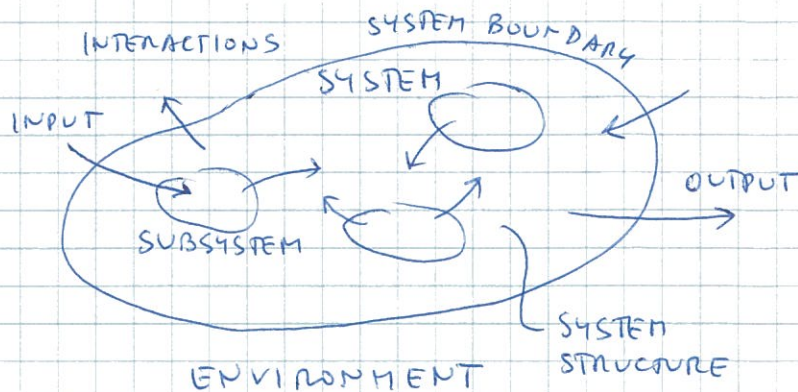 SYSTEM BOUNDARY
INTERACTIONS
SYSTEM
INPUT
OUTPUT
SUBSYSTEM
SYSTEM
STRUCTURE
ENVIRONMENT